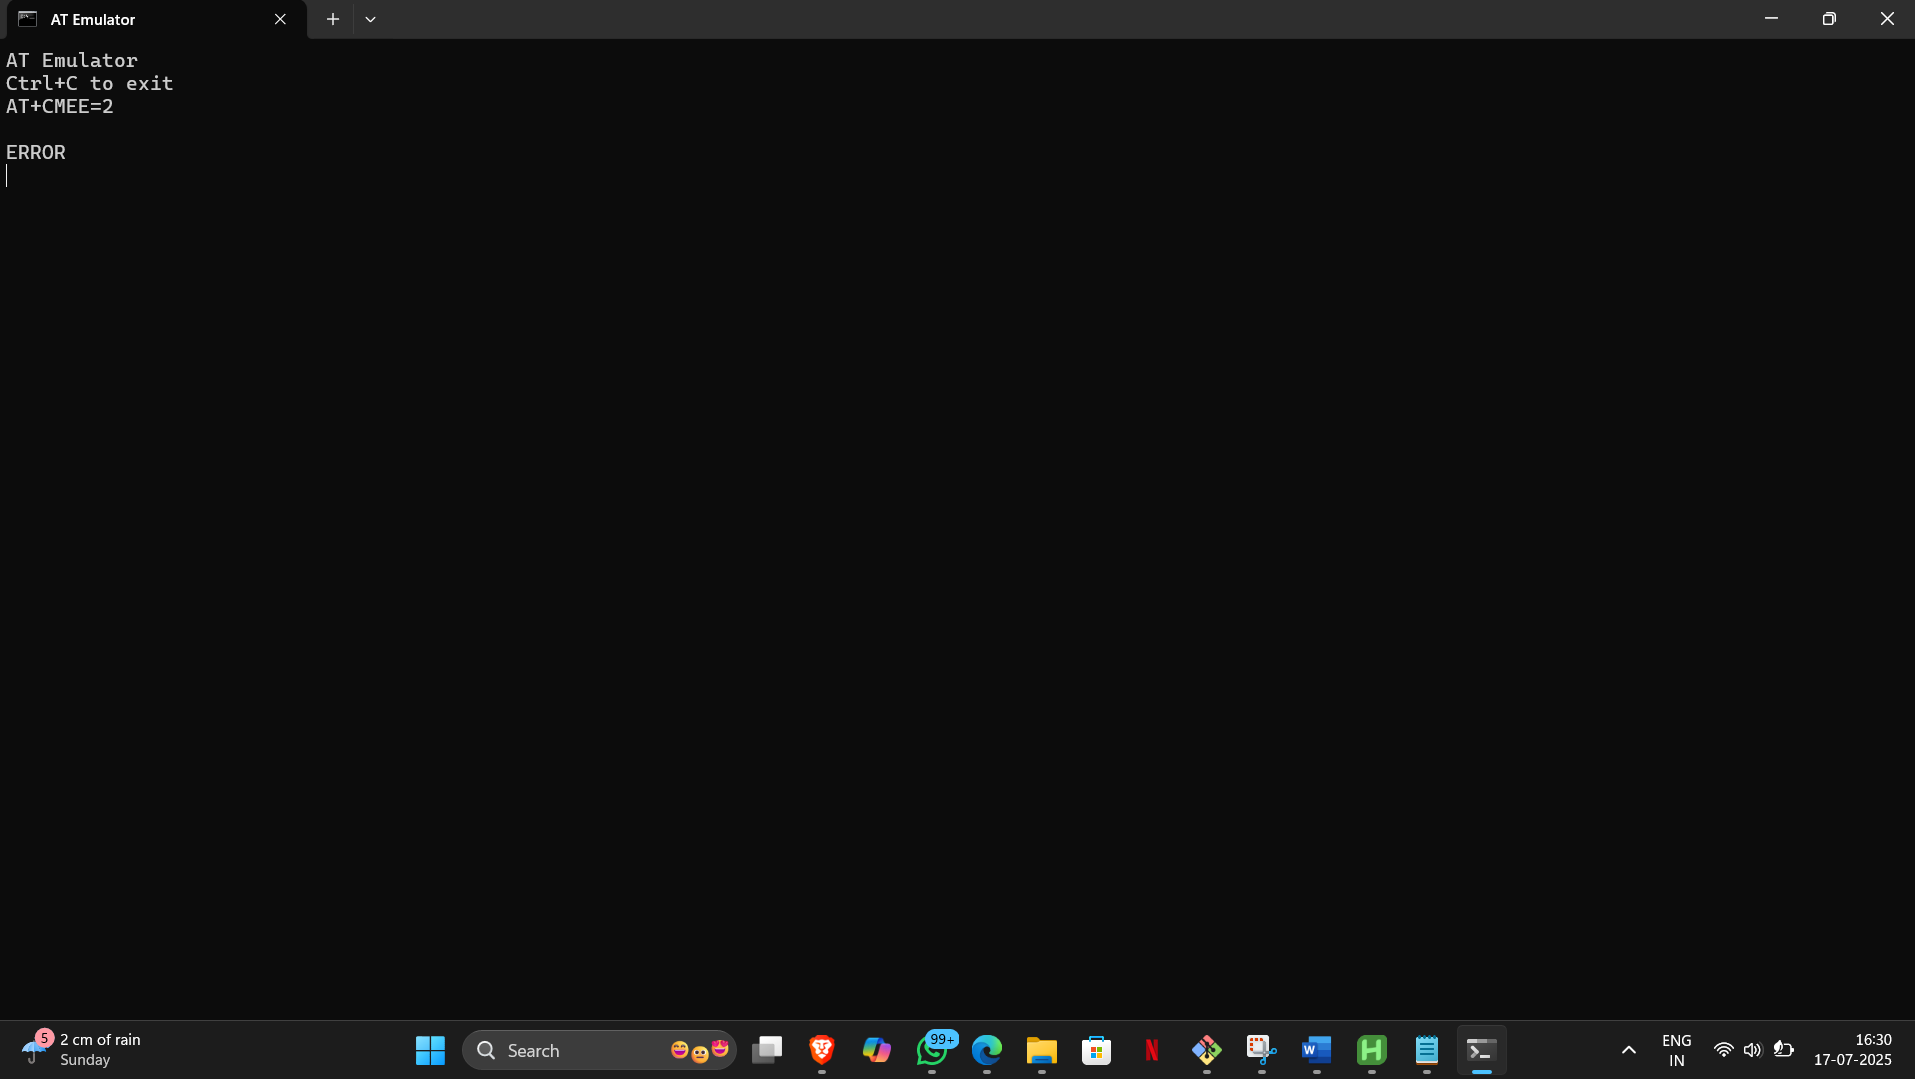 AT Emulator
AT Emulator
Ctrl+C to exit
AT+CMEE=2
ERROR
5
2 cm of rain
Sunday
Search
99+
ENG
IN
16:30
17-07-2025